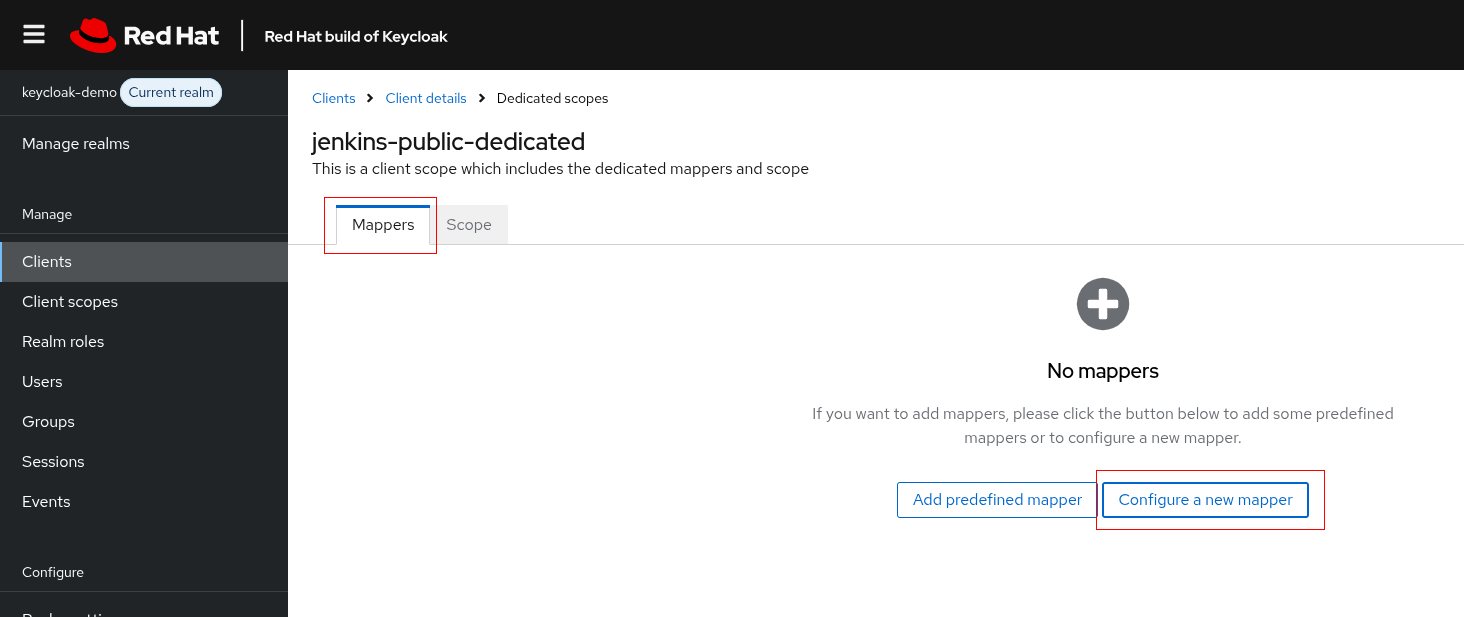 Red Hat
Red Hat build of Keycloak
keycloak-demo Current realm
Manage realms
Manage
Clients
Client scopes
Realm roles
Users
Groups
Sessions
Events
Configure
Clients > Client details > Dedicated scopes
jenkins-public-dedicated
This is a client scope which includes the dedicated mappers and scope
Mappers Scope
No mappers
If you want to add mappers, please click the button below to add some predefined
mappers or to configure a new mapper.
Add predefined mapper Configure a new mapper